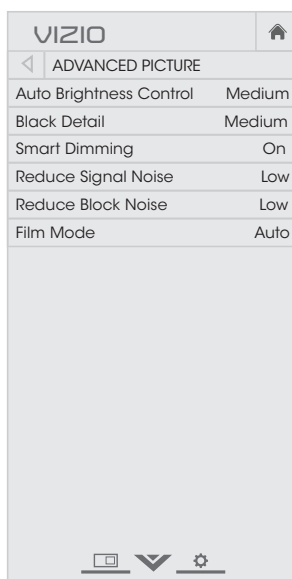 VIZIO
ADVANCED PICTURE
Auto Brightness Control Medium
Black Detail Medium
Smart Dimming On
Reduce Signal Noise Low
Reduce Block Noise Low
Film Mode Auto